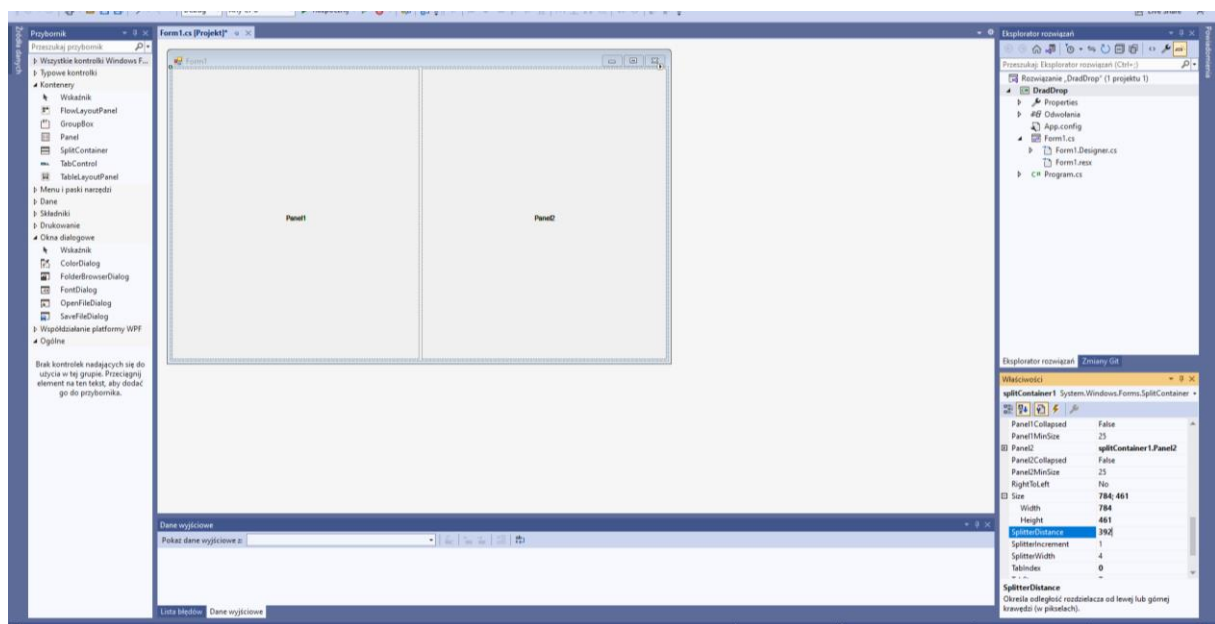 Źródła danych
Przybornik
Przeszukaj przybornik
Wszystkie kontrolki Windows F...
Typowe kontrolki
Kontenery
Wskaźnik
FlowLayoutPanel
GroupBox
Panel
SplitContainer
TabControl
TableLayoutPanel
Menu i paski narzędzi
Dane
Składniki
Drukowanie
Okna dialogowe
Wskaźnik
ColorDialog
FolderBrowserDialog
FontDialog
OpenFileDialog
SaveFileDialog
Współdziałanie platformy WPF
Ogólne
Brak kontrolek nadających się do
użycia w tej grupie. Przeciągnij
element na ten tekst, aby dodać
go do przybornika.
Form1.cs [Projekt]*
Form1
Panel1
Panel2
Dane wyjściowe
Pokaż dane wyjściowe z:
Lista błędów Dane wyjściowe
Live Share
Eksplorator rozwiązań
Przeszukaj: Eksplorator rozwiązań (Ctrl+;)
Rozwiązanie „DradDrop" (1 projektu 1)
DradDrop
Properties
Odwołania
App.config
Form1.cs
Form1.Designer.cs
Form1.resx
C# Program.cs
Eksplorator rozwiązań Zmiany Git
Właściwości
splitContainer1 System.Windows.Forms.SplitContainer
Panel1Collapsed False
Panel1MinSize 25
Panel2 splitContainer1.Panel2
Panel2Collapsed False
Panel2MinSize 25
RightToLeft No
Size 784; 461
Width 784
Height 461
SplitterDistance 392
SplitterIncrement 1
SplitterWidth 4
TabIndex 0
SplitterDistance
Określa odległość rozdzielacza od lewej lub górnej
krawędzi (w pikselach).
Powiadomienia